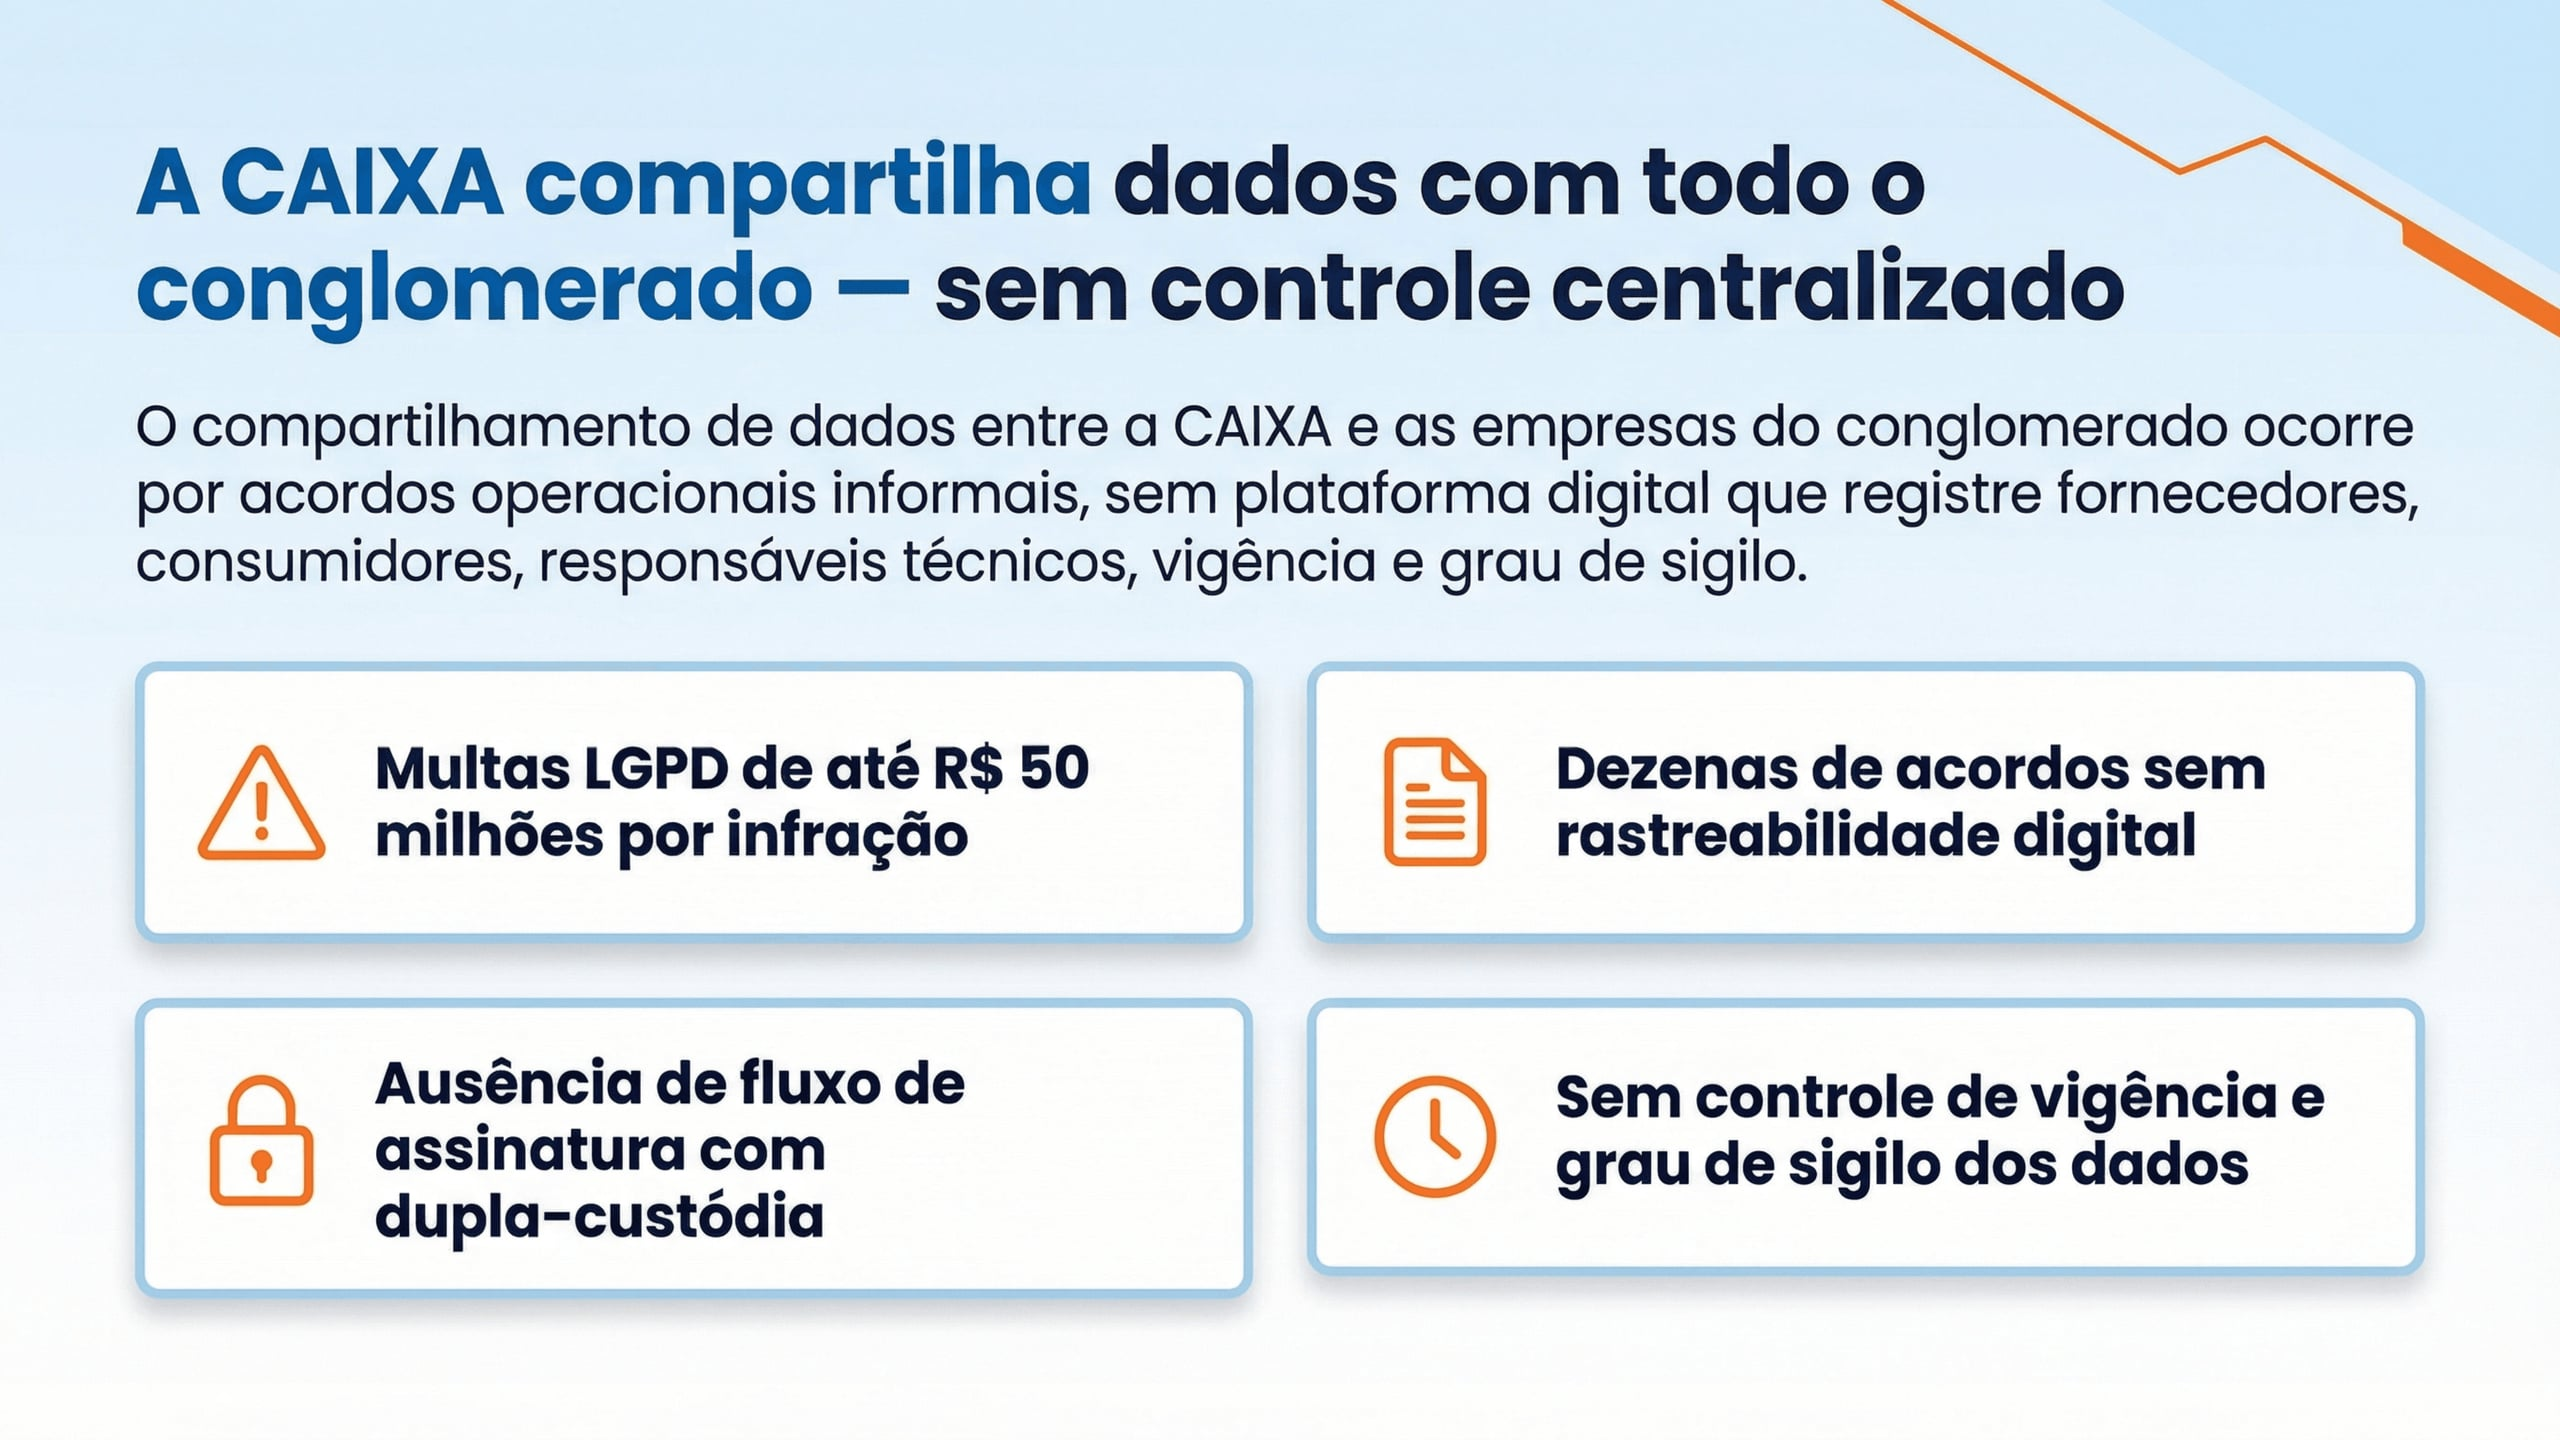 A CAIXA compartilha dados com todo o
conglomerado — sem controle centralizado
O compartilhamento de dados entre a CAIXA e as empresas do conglomerado ocorre
por acordos operacionais informais, sem plataforma digital que registre fornecedores,
consumidores, responsáveis técnicos, vigência e grau de sigilo.
Multas LGPD de até R$ 50
milhões por infração
Dezenas de acordos sem
rastreabilidade digital
Ausência de fluxo de
assinatura com
dupla-custódia
Sem controle de vigência e
grau de sigilo dos dados